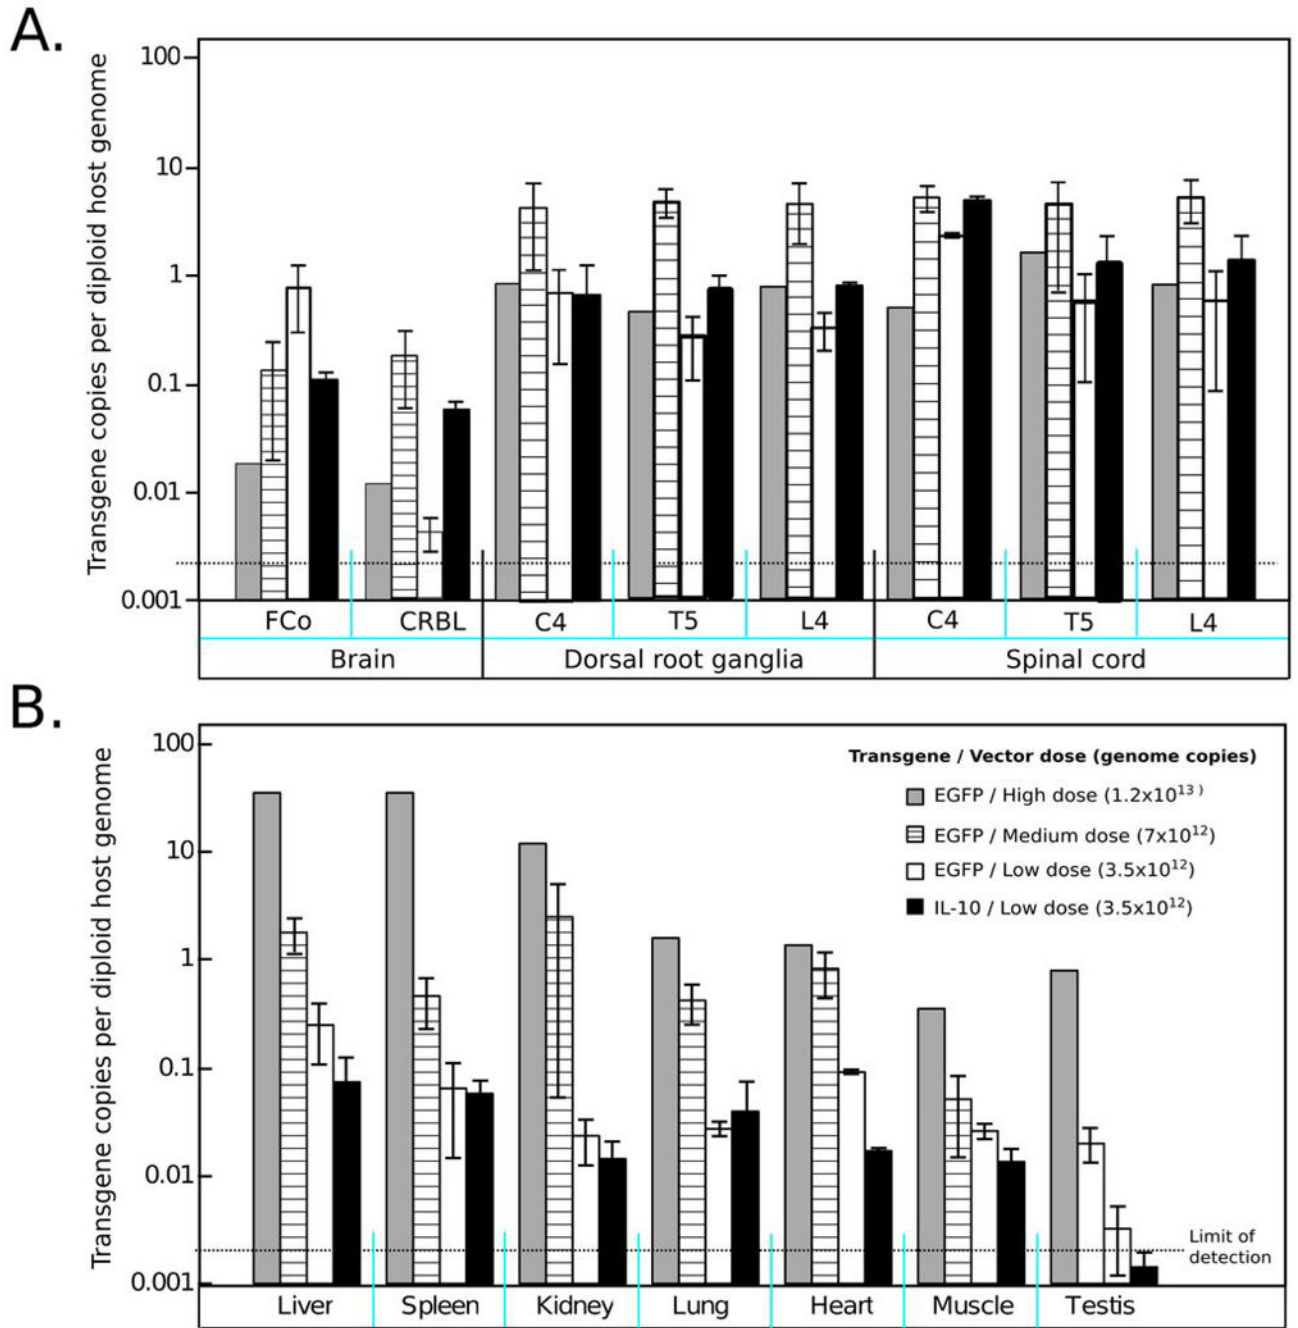 A.
Transgene copies per diploid host genome
100
10
1
0.1
0.01
0.001
FCo CRBL C4 T5 L4 C4 T5 L4
Brain Dorsal root ganglia Spinal cord
B.
Transgene copies per diploid host genome
100
10
1
0.1
0.01
0.001
Transgene / Vector dose (genome copies)
EGFP / High dose (1.2x10¹³ ⁾
EGFP / Medium dose (7x10¹²)
EGFP / Low dose (3.5x10¹²)
IL-10 / Low dose (3.5x10¹²)
Limit of
detection
Liver Spleen Kidney Lung Heart Muscle Testis